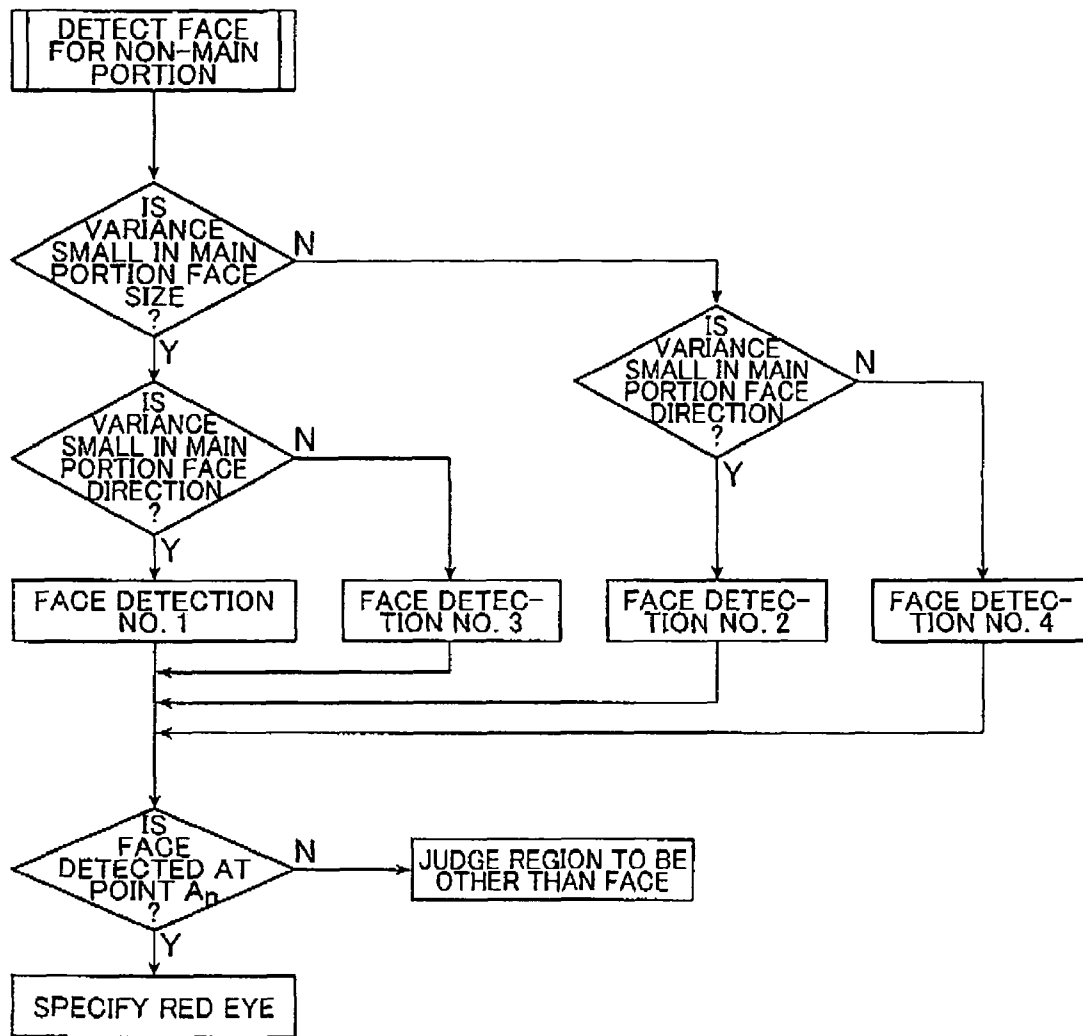 DETECT FACE
FOR NON-MAIN
PORTION
IS
VARIANCE
SMALL IN MAIN
PORTION FACE
SIZE
?
N
Y
IS
VARIANCE
SMALL IN MAIN
PORTION FACE
DIRECTION
?
N
Y
IS
VARIANCE
SMALL IN MAIN
PORTION FACE
DIRECTION
?
N
Y
FACE DETECTION
NO. 1
FACE DETEC-
TION NO. 3
FACE DETEC-
TION NO. 2
FACE DETEC-
TION NO. 4
IS
FACE
DETECTED AT
POINT An
?
N
Y
JUDGE REGION TO BE
OTHER THAN FACE
SPECIFY RED EYE